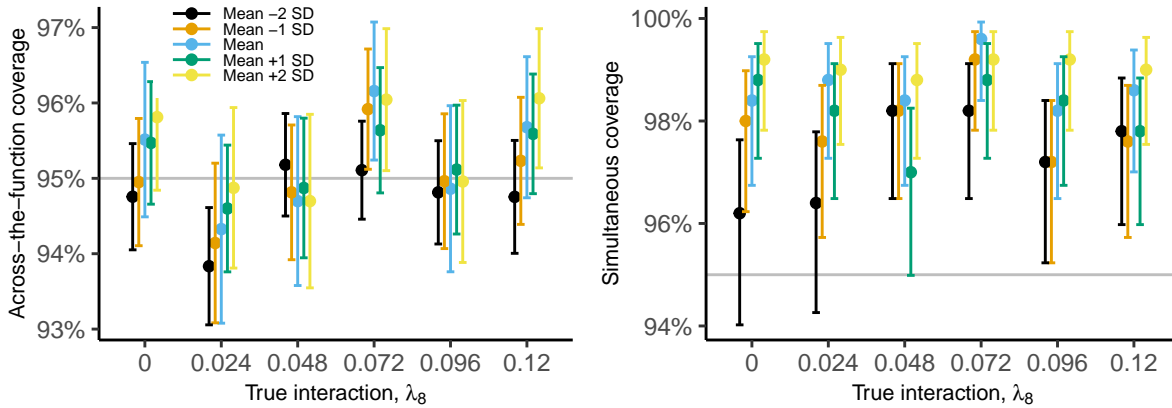 Across−the−function coverage
97%
96%
95%
94%
93%
Mean −2 SD
Mean −1 SD
Mean
Mean +1 SD
Mean +2 SD
0 0.024 0.048 0.072 0.096 0.12
True interaction, λ8
Simultaneous coverage
100%
98%
96%
94%
0 0.024 0.048 0.072 0.096 0.12
True interaction, λ8